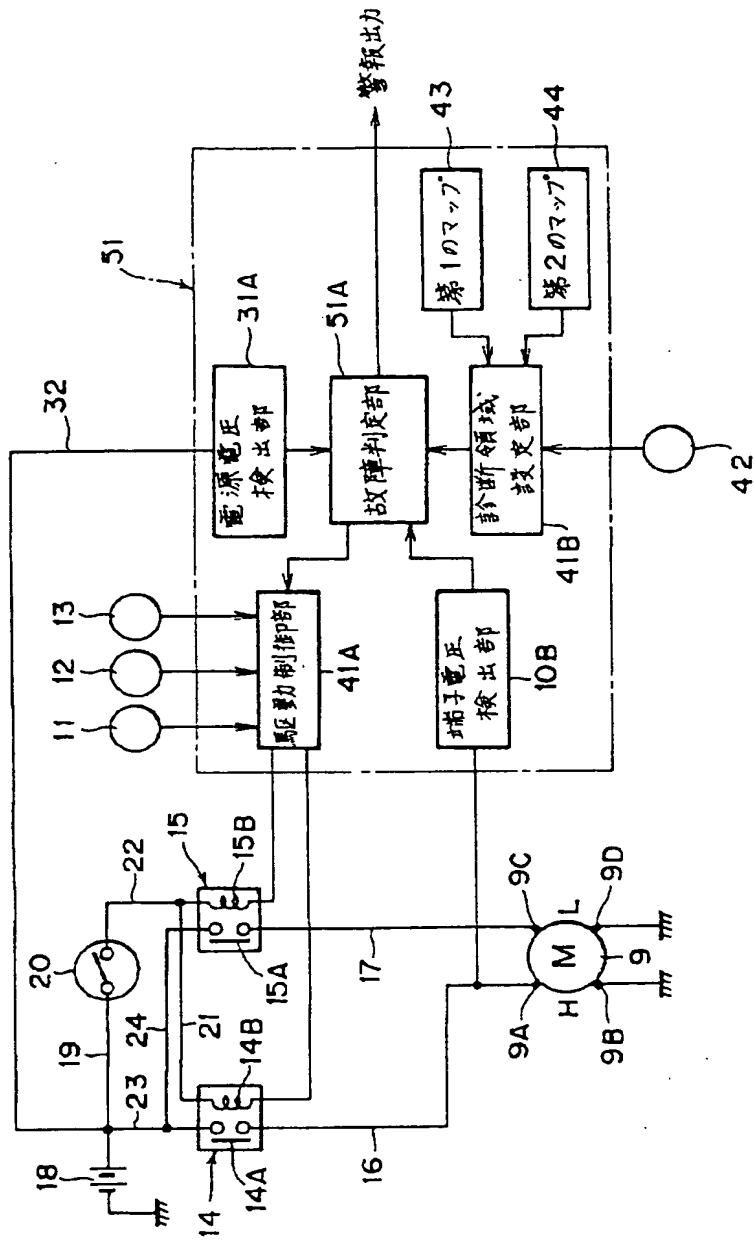 警報出力
51
43
44
第1のマップ
第2のマップ
31A
51A
32
電源電圧
検出部
故障判定部
診断領域
設定部
41B
42
13
12
11
駆動制御部
41A
端子電圧
検出部
10B
15
15B
22
20
15A
17
9C
L
9D
M
9
H
9A
9B
19
24
21
23
14B
16
18
14
14A